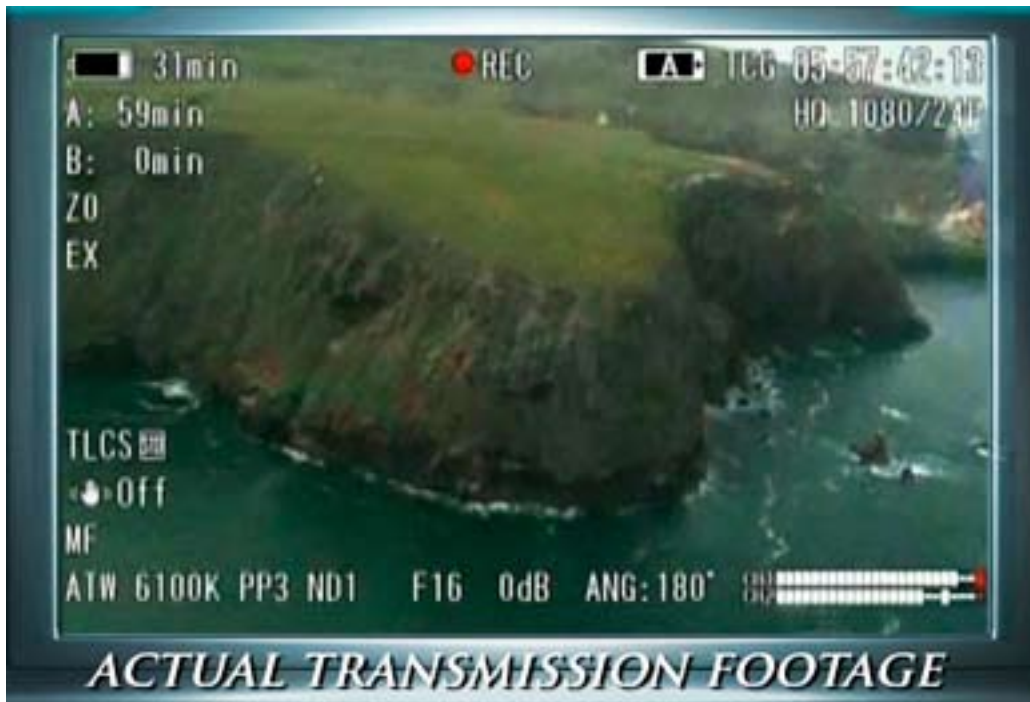 31min REC A TCG 05:57:42:13
A: 59min HQ 1080/24P
B: 0min
ZO
EX
TLCS
Off
MF
ATW 6100K PP3 ND1 F16 0dB ANG:180°
ACTUAL TRANSMISSION FOOTAGE